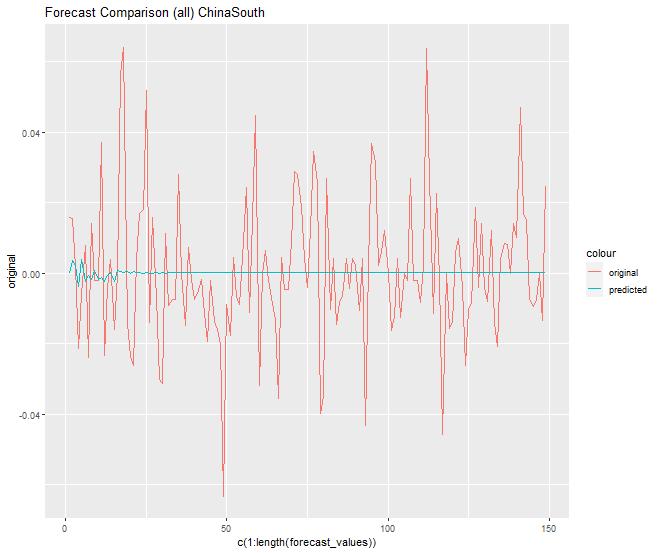 Forecast Comparison (all) ChinaSouth
original
0.04
0.00
-0.04
0
50
100
150
c(1:length(forecast_values))
colour
original
predicted